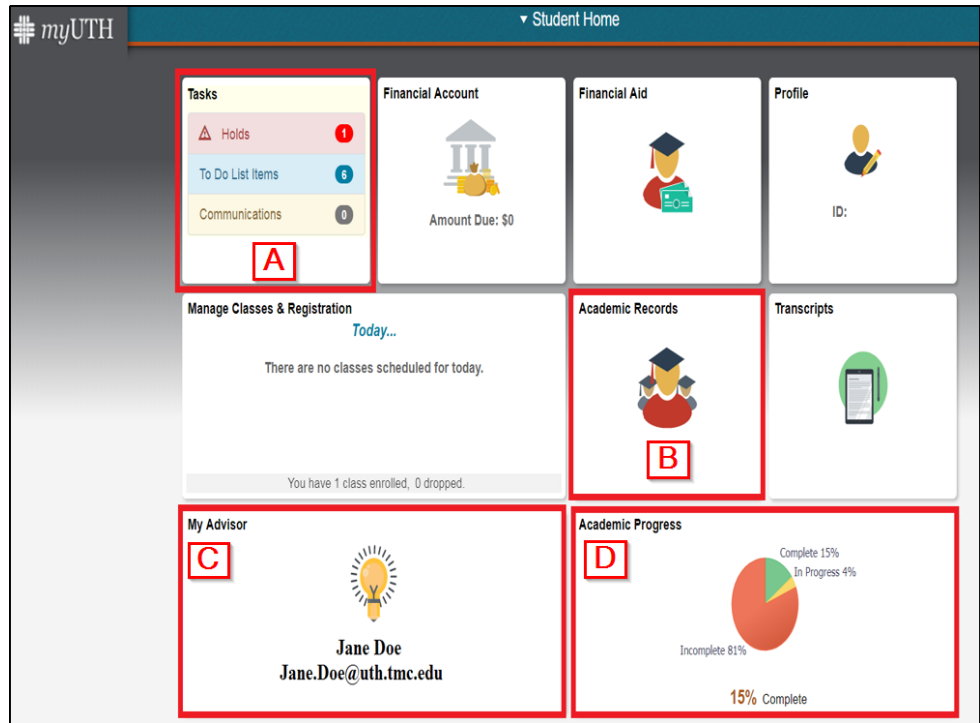 myUTH
Student Home
Tasks
Holds 1
To Do List Items 6
Communications 0
A
Financial Account
Amount Due: $0
Financial Aid
Profile
ID:
Manage Classes & Registration
Today...
There are no classes scheduled for today.
You have 1 class enrolled, 0 dropped.
Academic Records
B
Transcripts
My Advisor
C
Jane Doe
Jane.Doe@uth.tmc.edu
Academic Progress
D
Complete 15%
In Progress 4%
Incomplete 81%
15% Complete